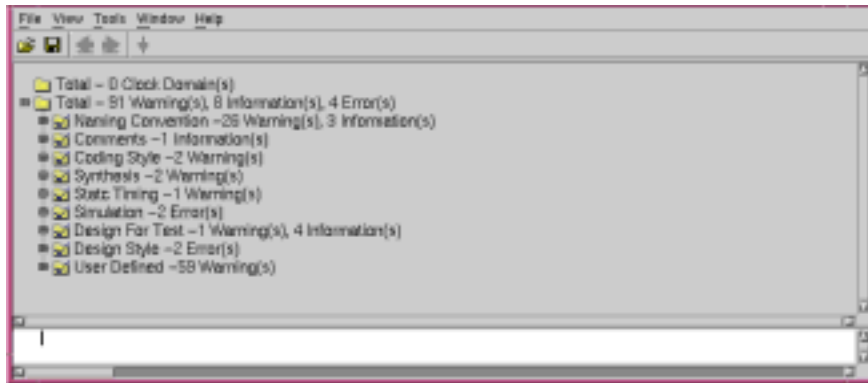 File View Tools Window Help
Total – 0 Clock Domain(s)
Total – 91 Warning(s), 8 Information(s), 4 Error(s)
Naming Convention –26 Warning(s), 3 Information(s)
Comments –1 Information(s)
Coding Style –2 Warning(s)
Synthesis –2 Warning(s)
Static Timing –1 Warning(s)
Simulation –2 Error(s)
Design For Test –1 Warning(s), 4 Information(s)
Design Style –2 Error(s)
User Defined –59 Warning(s)